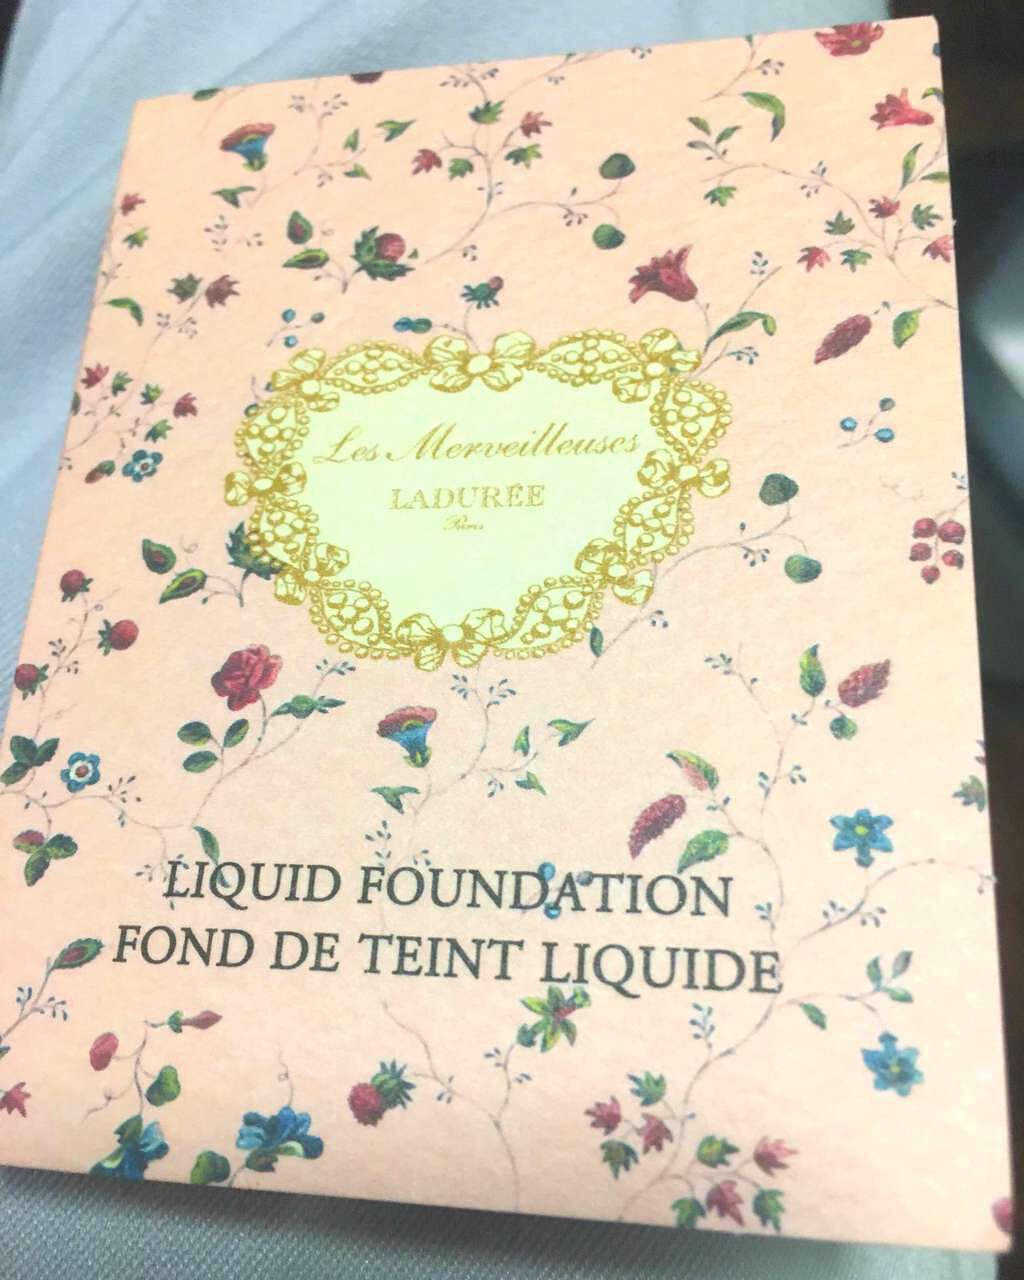 Les Merveilleuses
LADURÉE
Paris
LIQUID FOUNDATION
FOND DE TEINT LIQUIDE